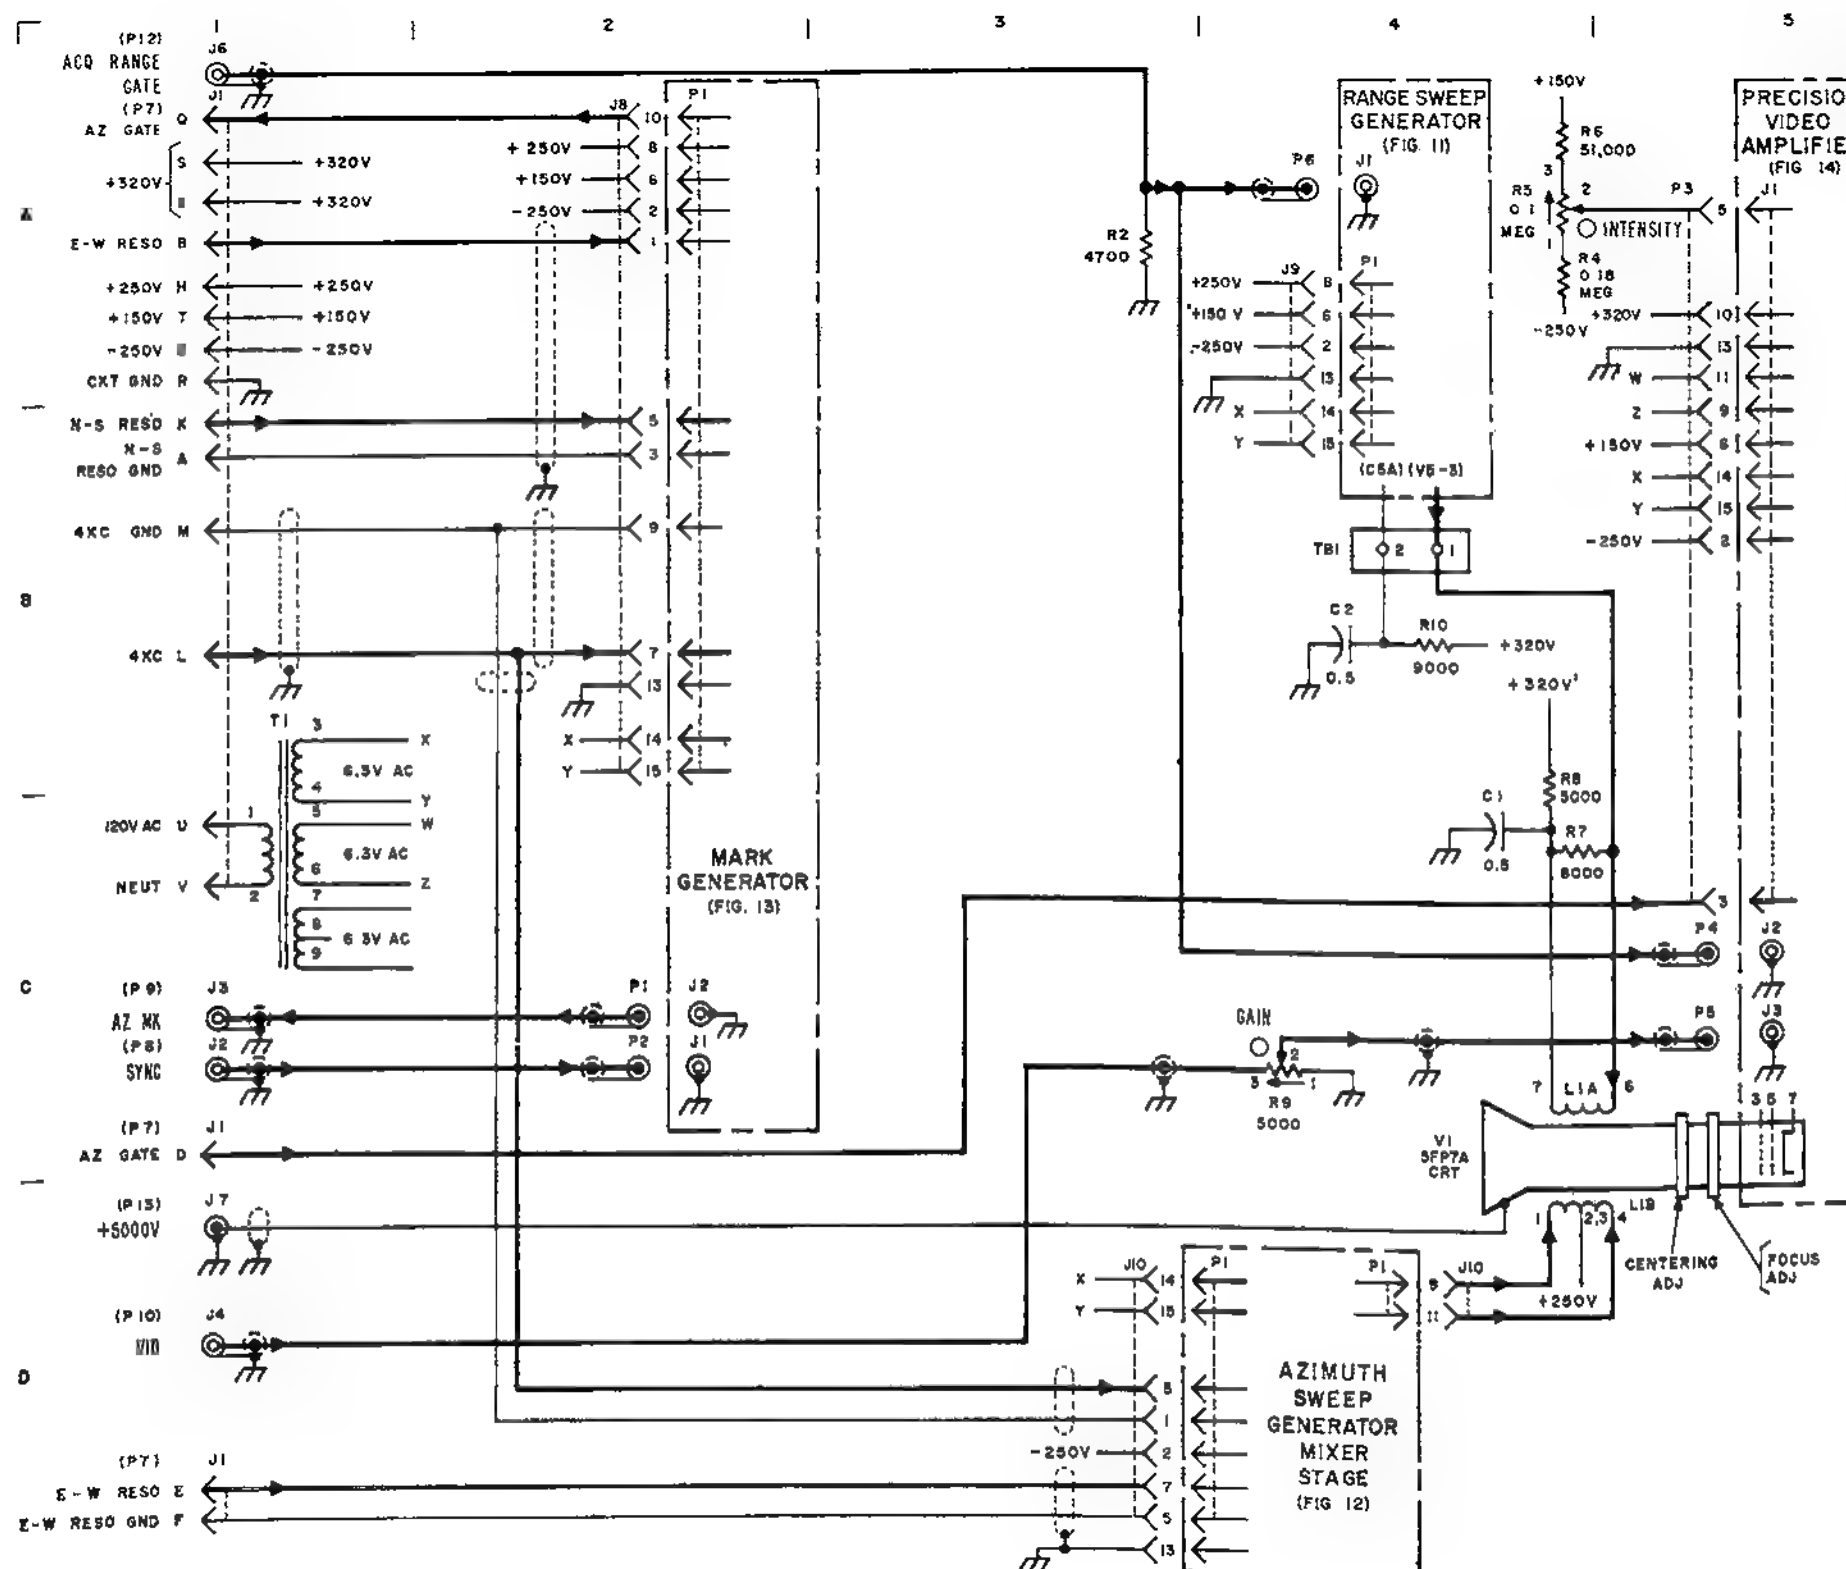 1 2 3 4 5
(P12)
ACQ RANGE
GATE
J6
J1
(P7)
AZ GATE Q
S +320V
+320V
+320V
E-W RESO B
+250V H +250V
+150V T +150V
-250V -250V
CKT GND R
N-S RESO K
N-S
RESO GND A
4XC GND M
4XC L
A
B
C
D
J8 P1
10
+250V 8
+150V 6
-250V 2
1
5
3
9
7
13
X 14
Y 15
MARK
GENERATOR
(FIG. 13)
T1
3
X
6.3V AC
4
Y
5
W
6.3V AC
6
Z
7
8
6 3V AC
9
120V AC U 1
NEUT V 2
(P9) J3
AZ MK
(P8) J2
SYNC
P1 J2
P2 J1
(P7) J1
AZ GATE D
(P13) J7
+5000V
(P10) J4
VID
(P7) J1
E-W RESO E
E-W RESO GND F
R2
4700
P6 J1
RANGE SWEEP
GENERATOR
(FIG. 11)
J9 P1
+250V 8
+150 V 6
-250V 2
13
X 14
Y 15
(C5A) (V5-3)
TB1 2 1
C2
0.5
R10
9000
+320V
+320V
R8
5000
C1
0.5
R7
8000
+150V
R6
51,000
3
R5
0.1
MEG
2
1
INTENSITY
R4
0.18
MEG
-250V
PRECISIO
VIDEO
AMPLIFIE
(FIG 14)
P3 J1
5
+320V 10
13
W 11
Z 9
+150V 6
X 14
Y 15
-250V 2
3
P4 J2
P5 J3
GAIN
2
3 1
R9
5000
7 L1A 6
V1
5FP7A
CRT
3 5 7
L1B
1 2,3 4
CENTERING
ADJ
FOCUS
ADJ
+250V
J10 P1
X 14
Y 15
P1 J10
9
11
8
1
-250V 2
7
5
13
AZIMUTH
SWEEP
GENERATOR
MIXER
STAGE
(FIG 12)